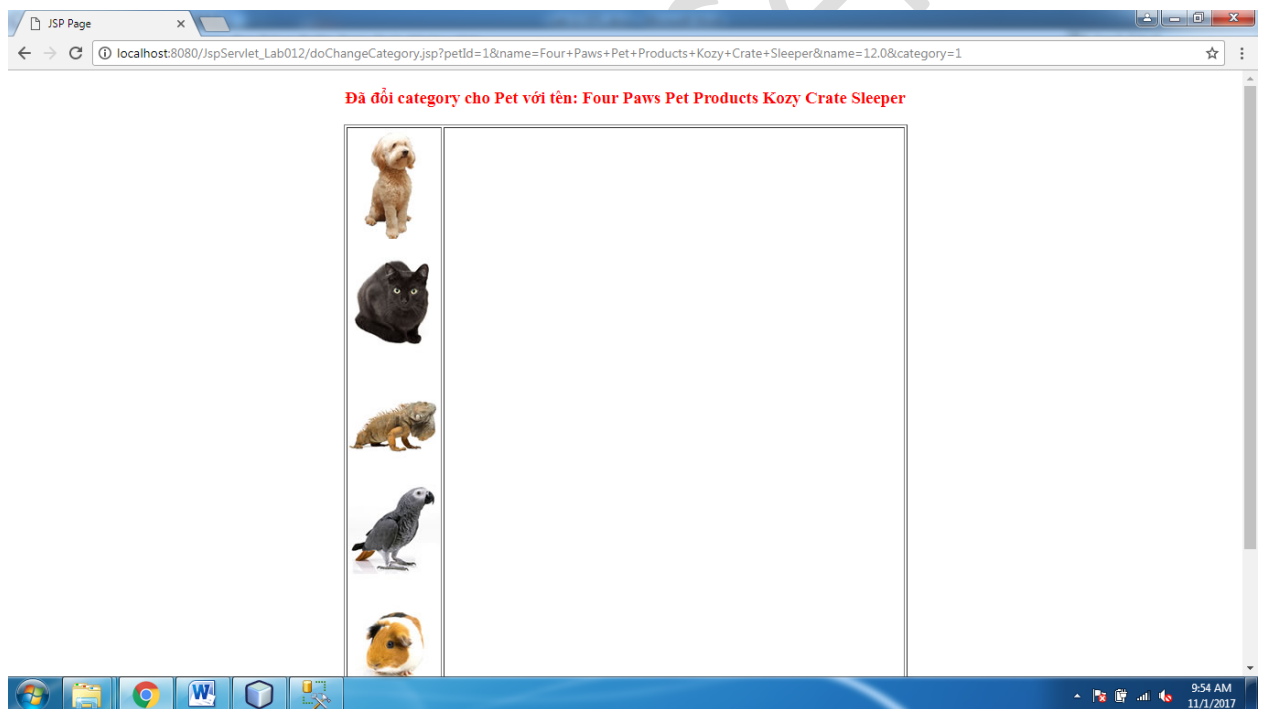 JSP Page
localhost:8080/JspServlet_Lab012/doChangeCategory.jsp?petId=1&name=Four+Paws+Pet+Products+Kozy+Crate+Sleeper&name=12.0&category=1
Đã đổi category cho Pet với tên: Four Paws Pet Products Kozy Crate Sleeper
9:54 AM
11/1/2017